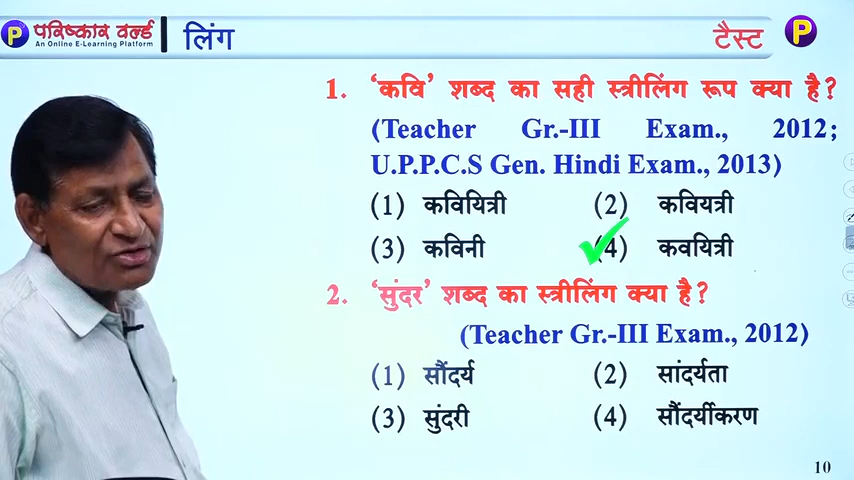 P परिष्कार वर्ल्ड
An Online E-Learning Platform
लिंग
टैस्ट
P
1. ‘कवि’ शब्द का सही स्त्रीलिंग रूप क्या है?
(Teacher Gr.-III Exam., 2012;
U.P.P.C.S Gen. Hindi Exam., 2013)
(1) कवियित्री (2) कवियत्री
(3) कविनी (4) कवयित्री
2. ‘सुंदर’ शब्द का स्त्रीलिंग क्या है?
(Teacher Gr.-III Exam., 2012)
(1) सौंदर्य (2) सांदर्यता
(3) सुंदरी (4) सौंदर्यीकरण
10